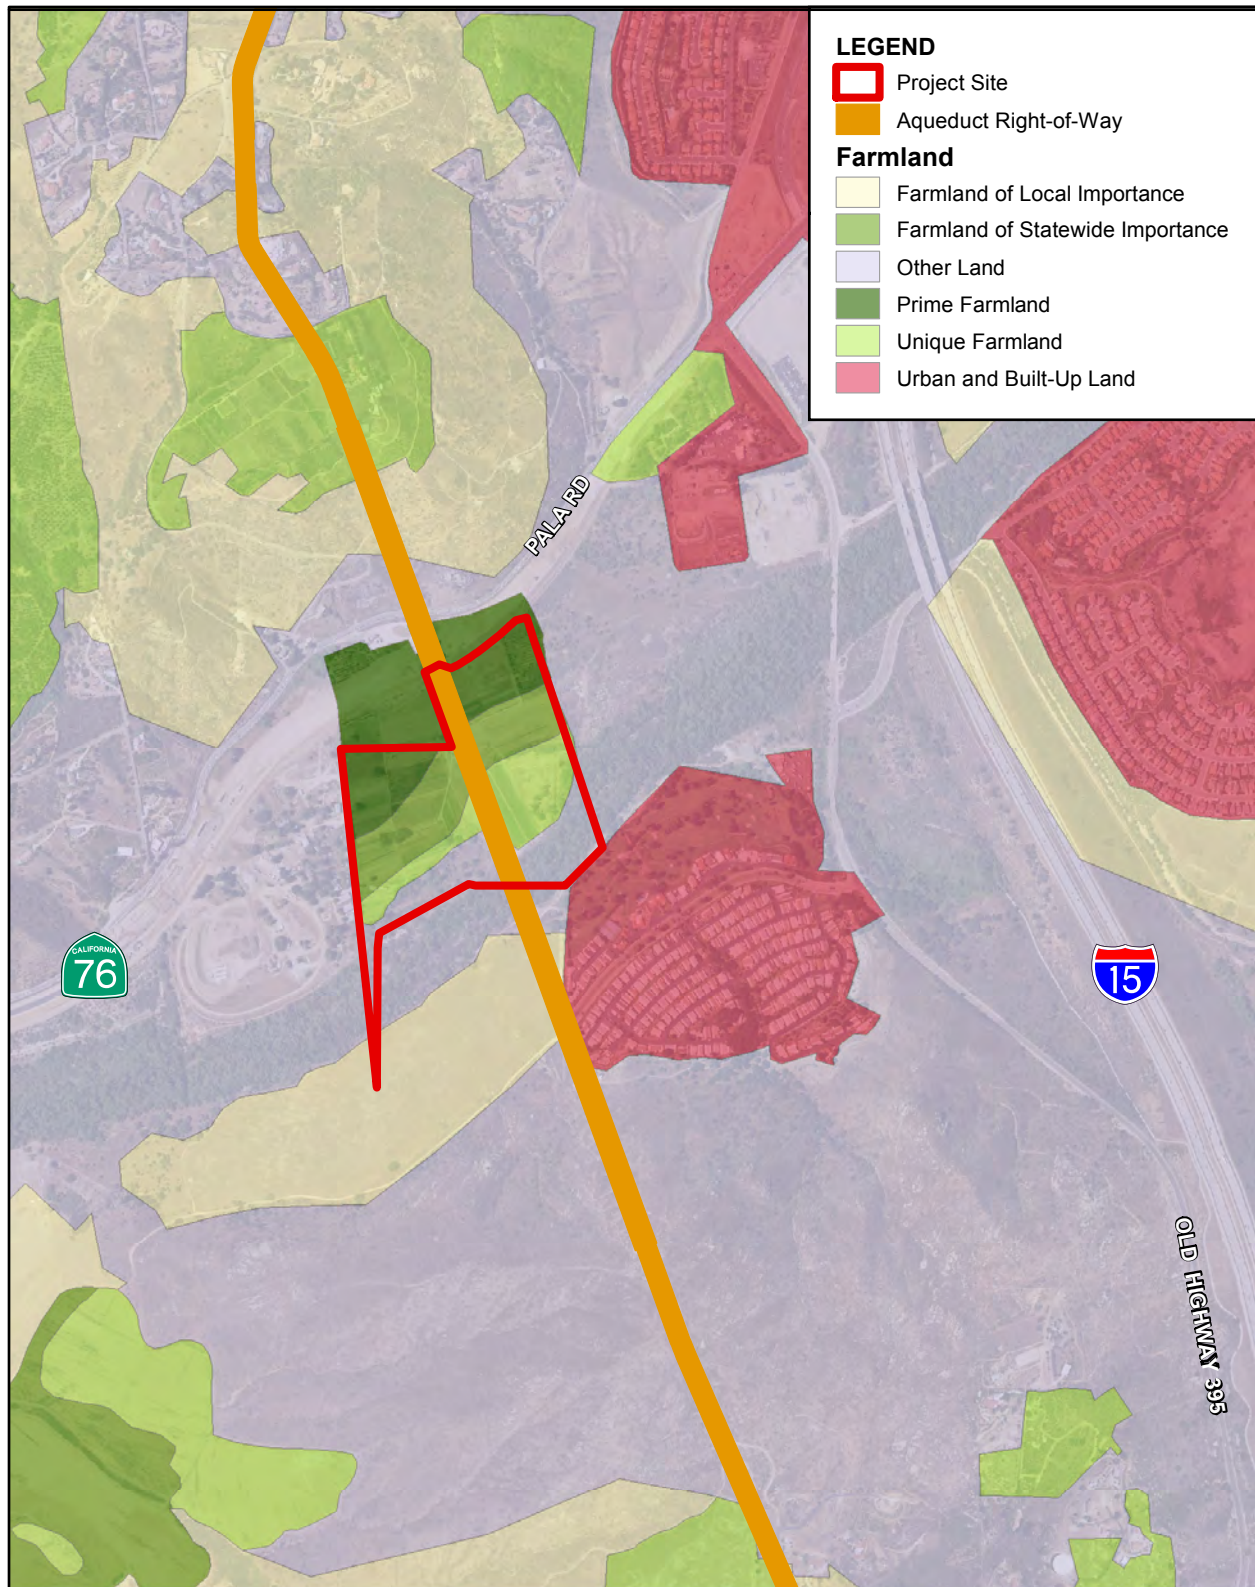 LEGEND
Project Site
Aqueduct Right-of-Way
Farmland
Farmland of Local Importance
Farmland of Statewide Importance
Other Land
Prime Farmland
Unique Farmland
Urban and Built-Up Land
PALA RD
CALIFORNIA
76
15
OLD HIGHWAY 395